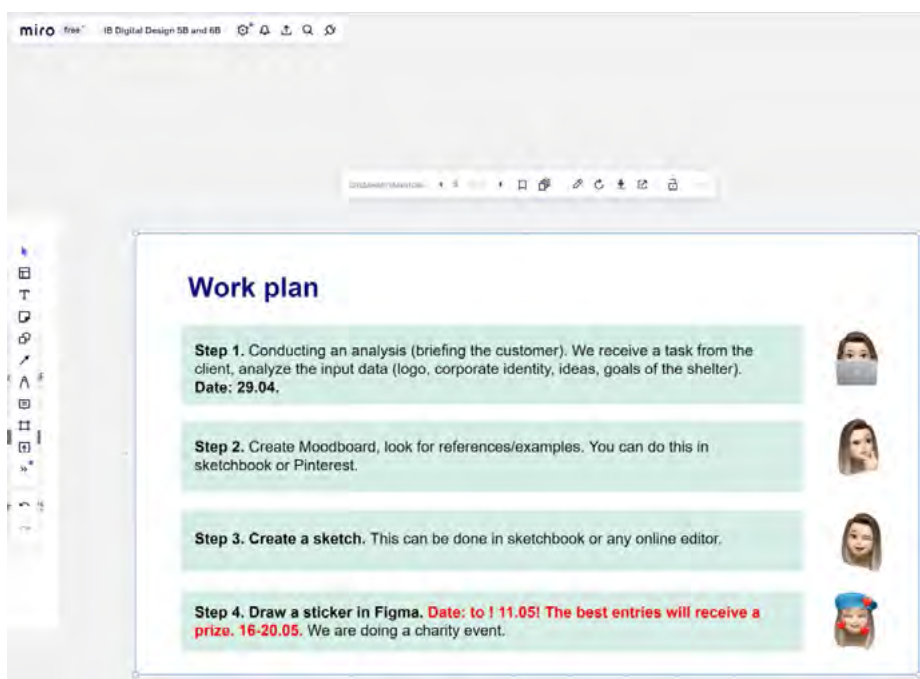 miro free
IB Digital Design 5B and 6B
Work plan
Step 1. Conducting an analysis (briefing the customer). We receive a task from the
client, analyze the input data (logo, corporate identity, ideas, goals of the shelter).
Date: 29.04.
Step 2. Create Moodboard, look for references/examples. You can do this in
sketchbook or Pinterest.
Step 3. Create a sketch. This can be done in sketchbook or any online editor.
Step 4. Draw a sticker in Figma. Date: to ! 11.05! The best entries will receive a
prize. 16-20.05. We are doing a charity event.